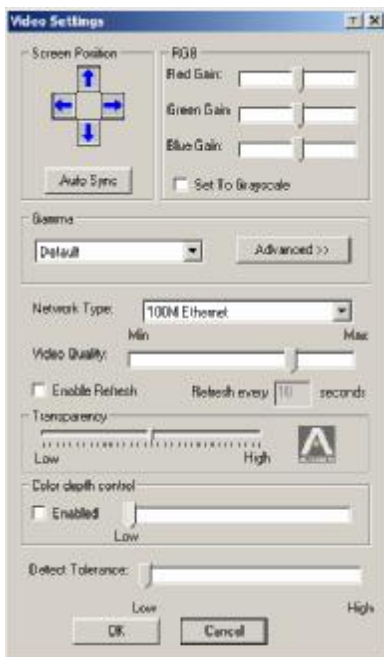 Video Settings
Screen Position
Auto Sync
RGB
Red Gain:
Green Gain:
Blue Gain:
Set To Grayscale
Gamma
Default
Advanced >>
Network Type:
100M Ethernet
Min
Max
Video Quality:
Enable Refresh
Refresh every
10
seconds
Transparency
Low
High
Color depth control
Enabled
Low
Detect Tolerance:
Low
High
OK
Cancel